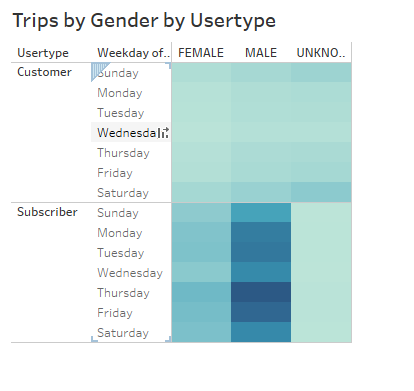 Trips by Gender by Usertype
Usertype Weekday of.. FEMALE MALE UNKNO..
Customer Sunday
Monday
Tuesday
Wednesda
Thursday
Friday
Saturday
Subscriber Sunday
Monday
Tuesday
Wednesday
Thursday
Friday
Saturday